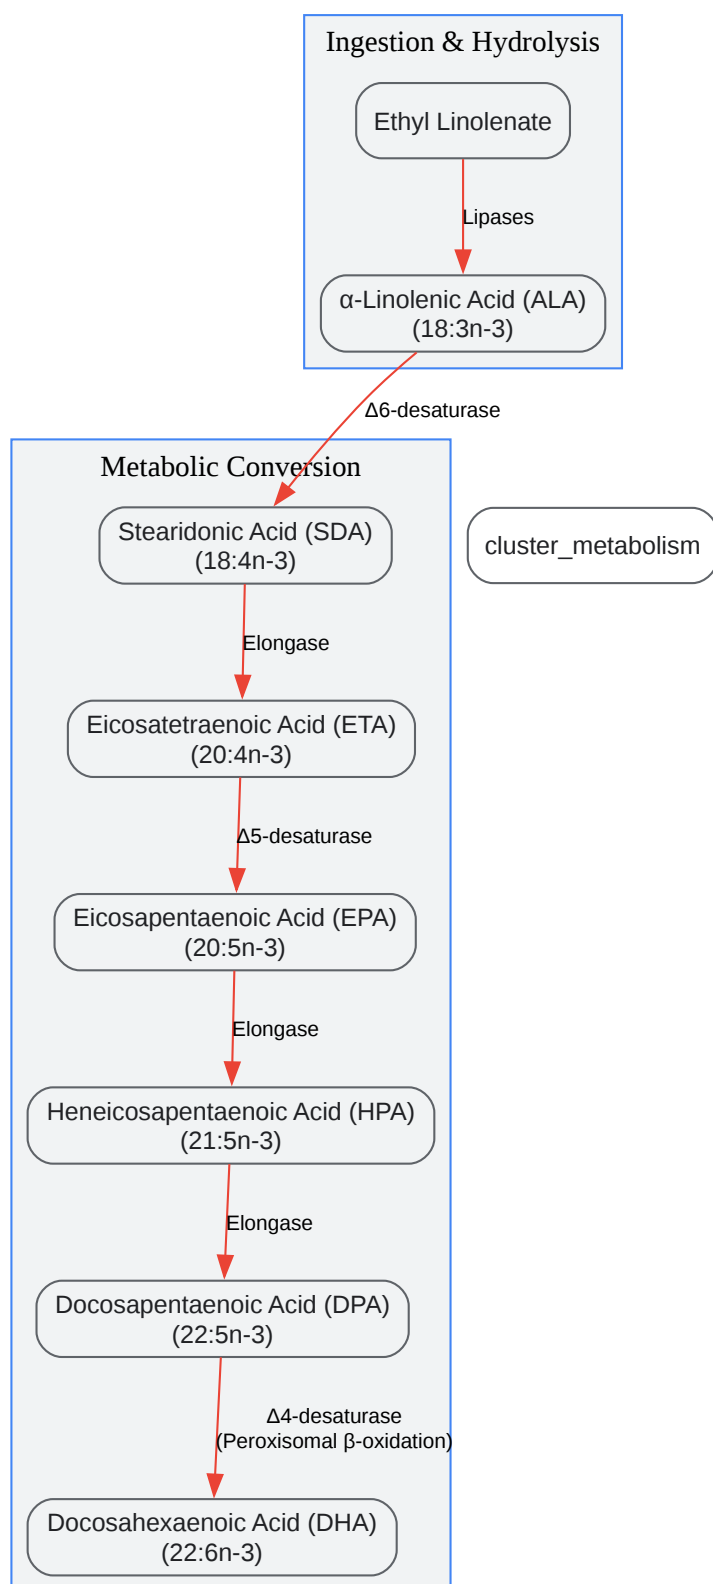 Ingestion & Hydrolysis
Ethyl Linolenate
Lipases
α-Linolenic Acid (ALA)
(18:3n-3)
Δ6-desaturase
Metabolic Conversion
Stearidonic Acid (SDA)
(18:4n-3)
cluster_metabolism
Elongase
Eicosatetraenoic Acid (ETA)
(20:4n-3)
Δ5-desaturase
Eicosapentaenoic Acid (EPA)
(20:5n-3)
Elongase
Heneicosapentaenoic Acid (HPA)
(21:5n-3)
Elongase
Docosapentaenoic Acid (DPA)
(22:5n-3)
Δ4-desaturase
(Peroxisomal β-oxidation)
Docosahexaenoic Acid (DHA)
(22:6n-3)